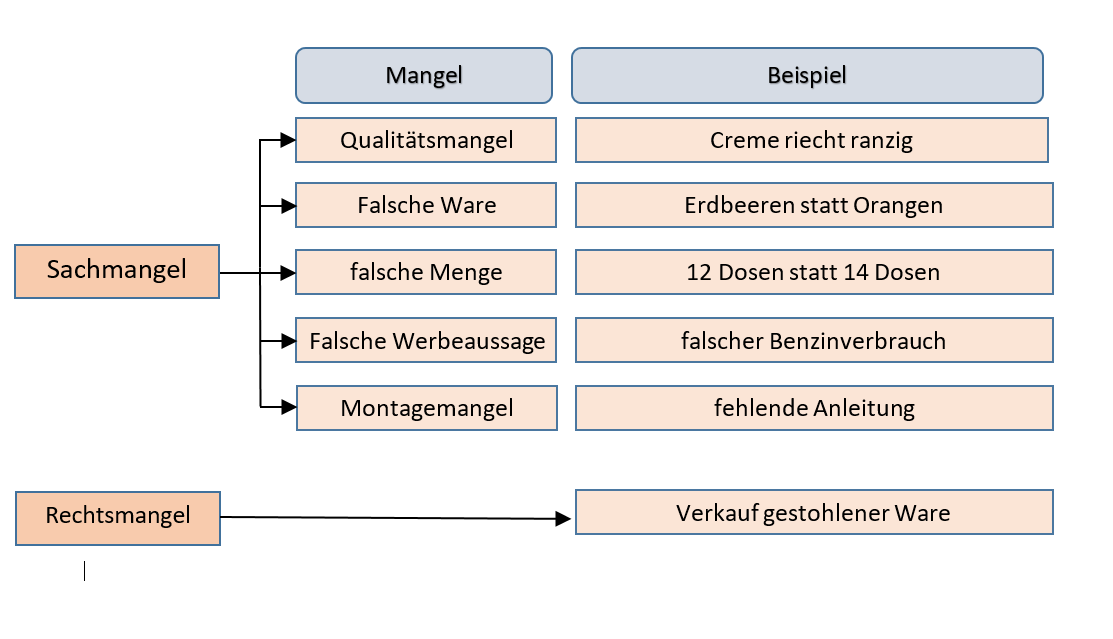 Mangel
Beispiel
Qualitätsmangel
Creme riecht ranzig
Falsche Ware
Erdbeeren statt Orangen
Sachmangel
falsche Menge
12 Dosen statt 14 Dosen
Falsche Werbeaussage
falscher Benzinverbrauch
Montagemangel
fehlende Anleitung
Rechtsmangel
Verkauf gestohlener Ware